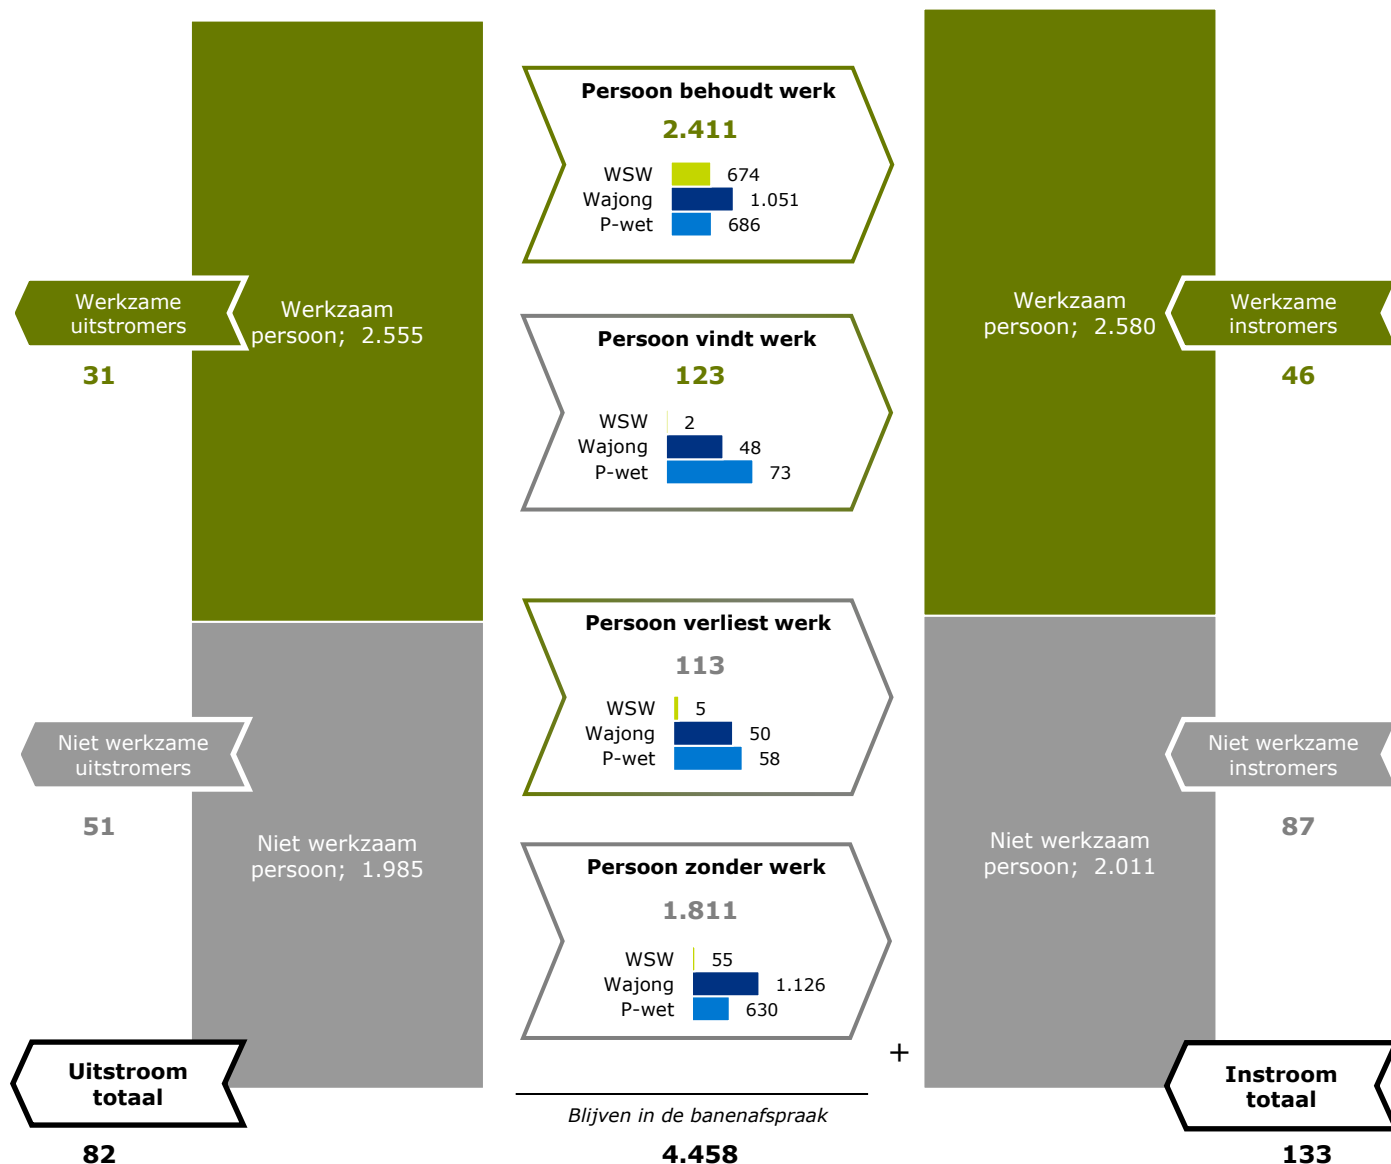 Werkzame
uitstromers
31
Niet werkzame
uitstromers
51
Uitstroom
totaal
82
Werkzaam
persoon; 2.555
Niet werkzaam
persoon; 1.985
Persoon behoudt werk
2.411
WSW 674
Wajong 1.051
P-wet 686
Persoon vindt werk
123
WSW 2
Wajong 48
P-wet 73
Persoon verliest werk
113
WSW 5
Wajong 50
P-wet 58
Persoon zonder werk
1.811
WSW 55
Wajong 1.126
P-wet 630
+
Blijven in de banenafspraak
4.458
Werkzaam
persoon; 2.580
Niet werkzaam
persoon; 2.011
Werkzame
instromers
46
Niet werkzame
instromers
87
Instroom
totaal
133